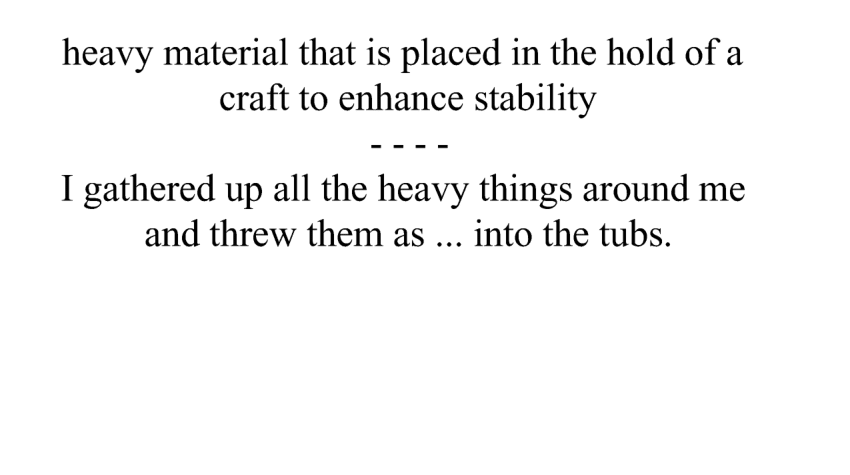 heavy material that is placed in the hold of a
craft to enhance stability
- - - -
I gathered up all the heavy things around me
and threw them as ... into the tubs.